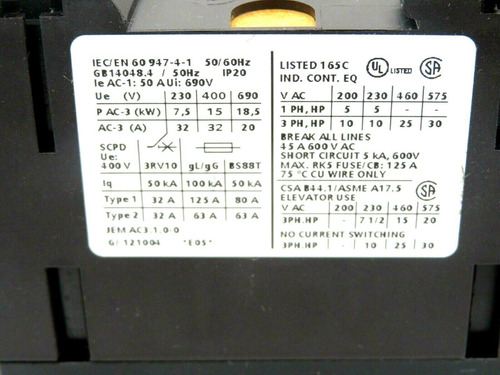 IEC/EN 60 947-4-1 50/60Hz
GB14048.4 / 50Hz IP20
Ie AC-1: 50 A Ui: 690V
Ue (V) 230 400 690
P AC-3 (kW) 7,5 15 18,5
AC-3 (A) 32 32 20
SCPD
Ue:
400 V 3RV10 gL/gG BS88T
Iq 50 kA 100 kA 50 kA
Type 1 32 A 125 A 80 A
Type 2 32 A 63 A 63 A
JEM AC3.1.0-0
G/ 121004 "E05"
LISTED 165C UL LISTED SA
IND. CONT. EQ
V AC 200 230 460 575
1 PH, HP 5 5 - -
3 PH, HP 10 10 25 30
BREAK ALL LINES
45 A 600 V AC
SHORT CIRCUIT 5 kA, 600V
MAX. RK5 FUSE/CB: 125 A
75 °C CU WIRE ONLY
CSA B44.1/ASME A17.5 SA
ELEVATOR USE
V AC 200 230 460 575
3PH.HP - 7 1/2 15 20
NO CURRENT SWITCHING
3PH.HP - 10 25 30